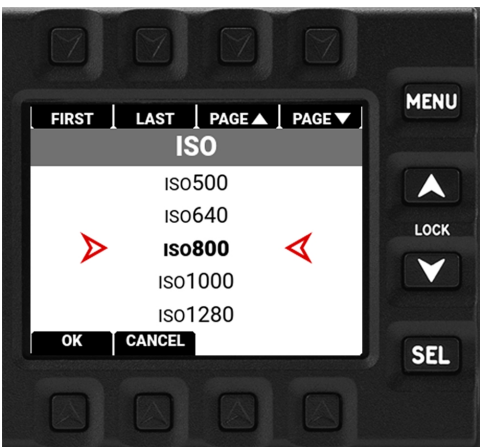 FIRST LAST PAGE▲ PAGE▼
MENU
ISO
ISO500
ISO640
LOCK
ISO800
ISO1000
ISO1280
OK CANCEL
SEL